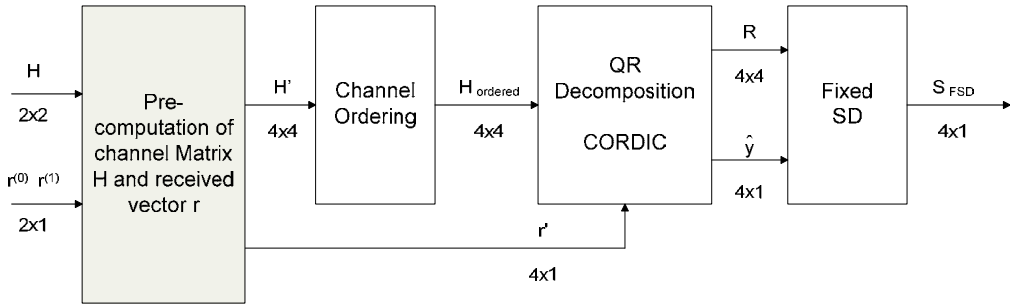 H
2x2
r(0) r(1)
2x1
Pre-
computation of
channel Matrix
H and received
vector r
H'
4x4
Channel
Ordering
H ordered
4x4
QR
Decomposition
CORDIC
R
4x4
ŷ
4x1
Fixed
SD
S FSD
4x1
r'
4x1